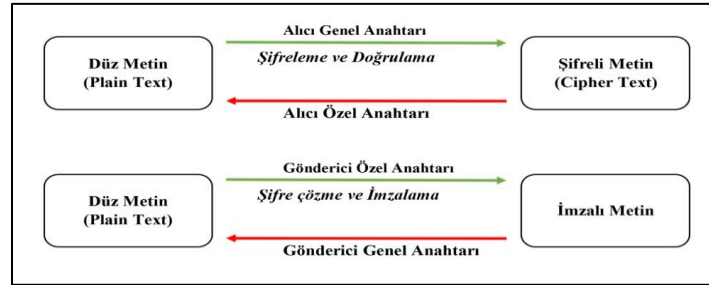 Alıcı Genel Anahtarı
Düz Metin
(Plain Text)
Şifreleme ve Doğrulama
Şifreli Metin
(Cipher Text)
Alıcı Özel Anahtarı
Gönderici Özel Anahtarı
Düz Metin
(Plain Text)
Şifre çözme ve İmzalama
İmzalı Metin
Gönderici Genel Anahtarı